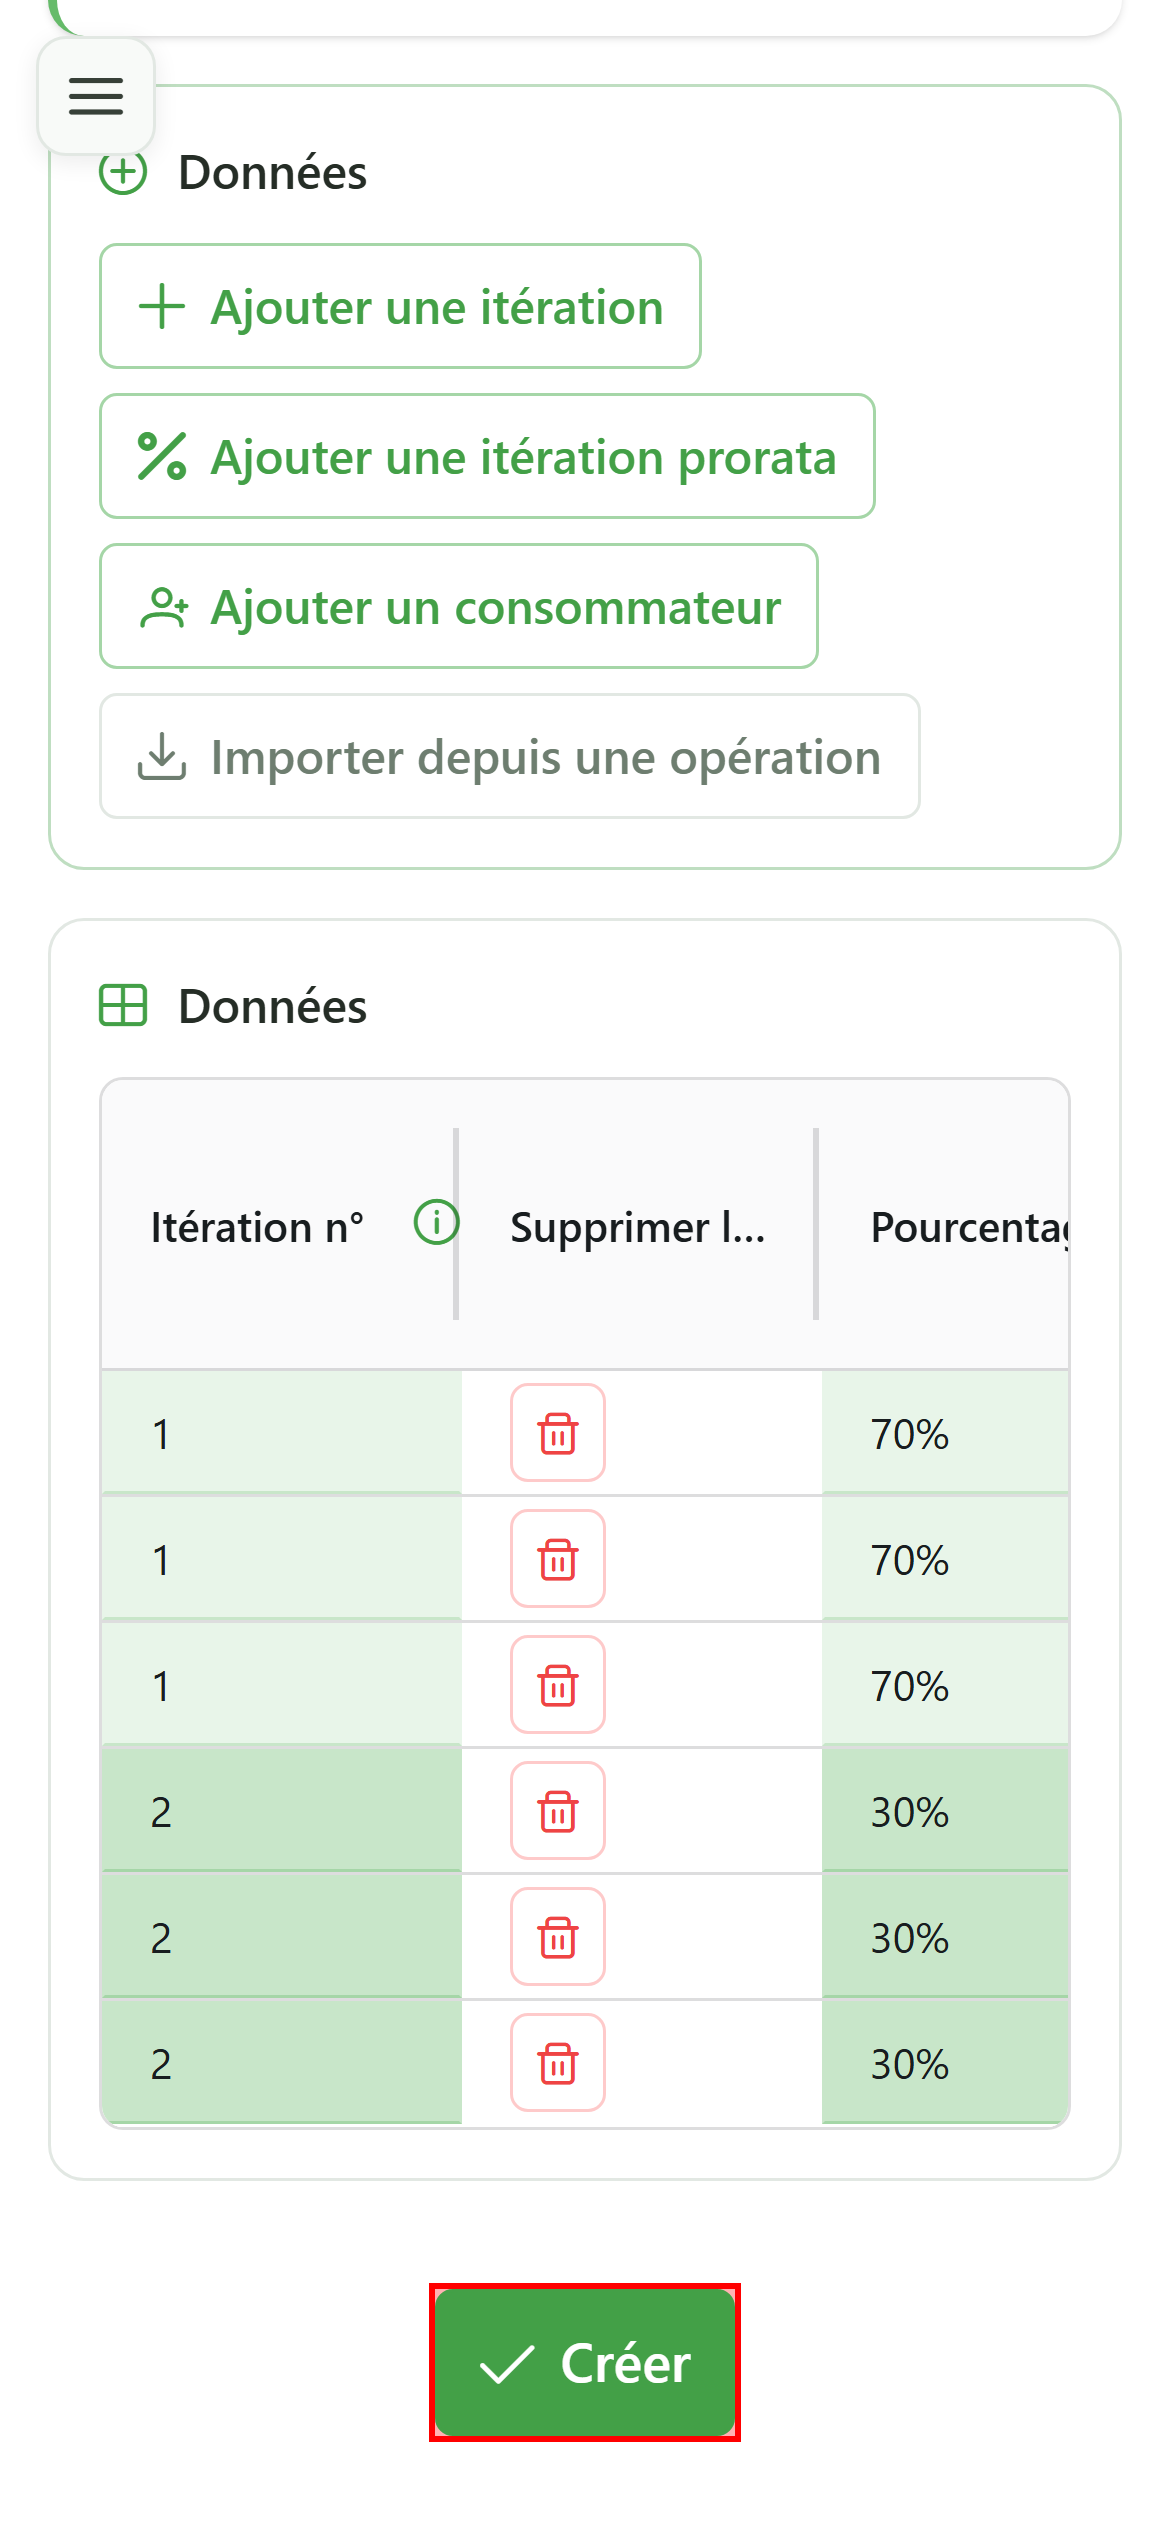 Données
Ajouter une itération
Ajouter une itération prorata
Ajouter un consommateur
Importer depuis une opération
Données
Itération n° Supprimer l... Pourcentag
1 70%
1 70%
1 70%
2 30%
2 30%
2 30%
Créer